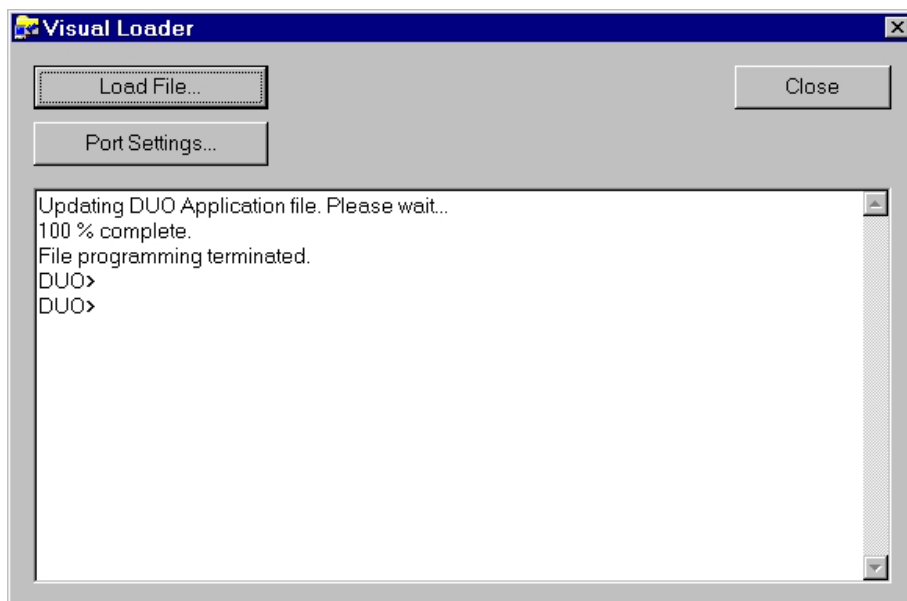 Visual Loader
Load File...
Close
Port Settings...
Updating DUO Application file. Please wait...
100 % complete.
File programming terminated.
DUO>
DUO>